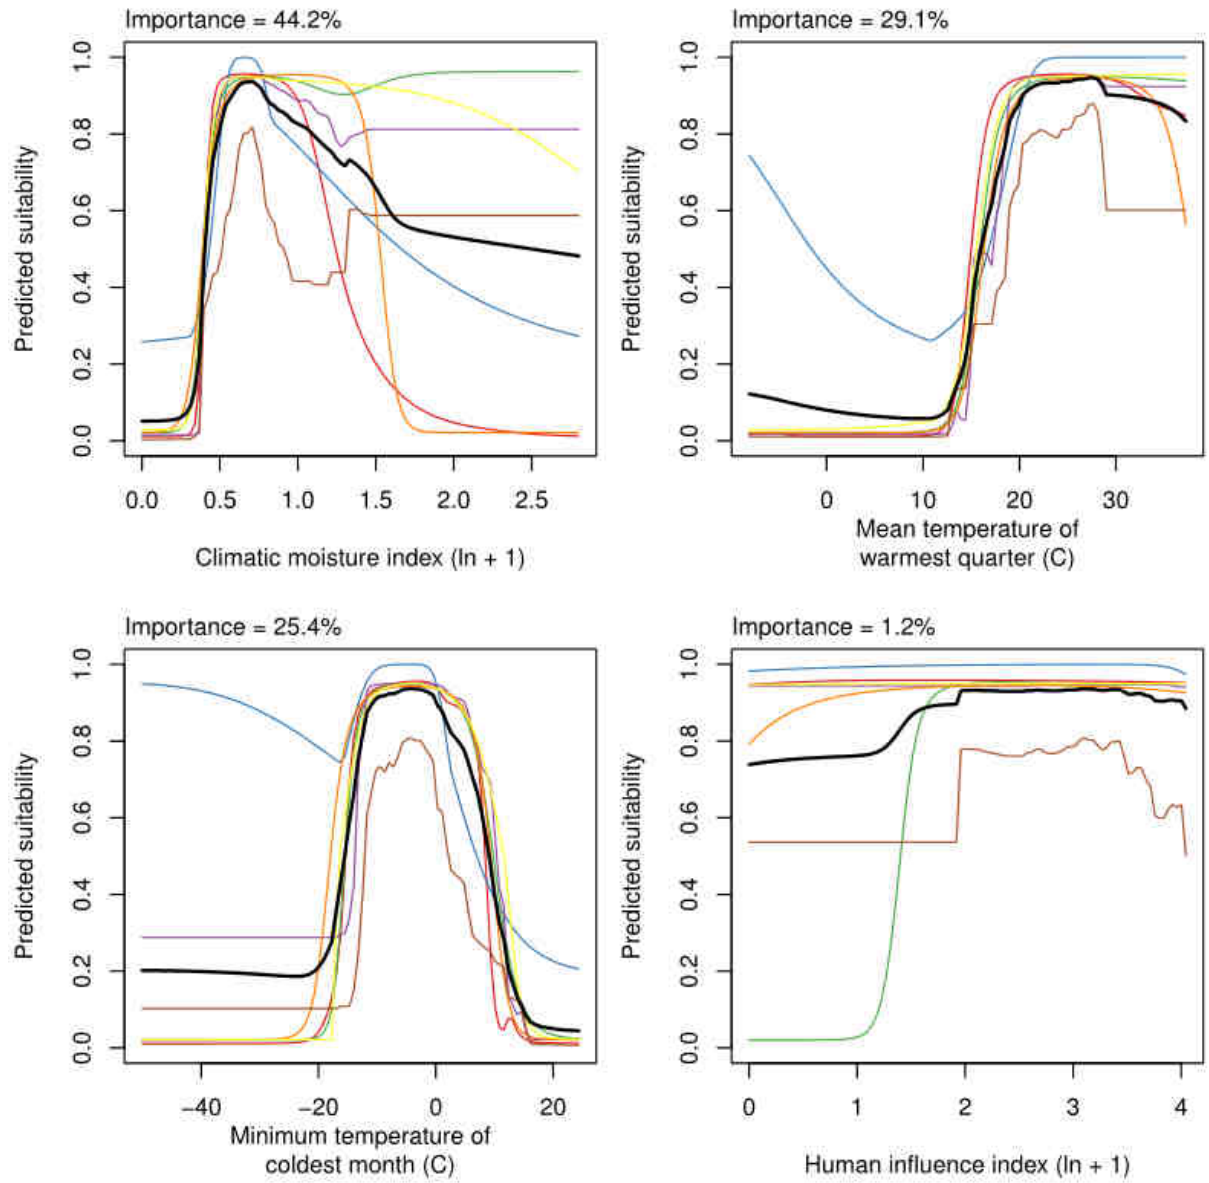 Importance = 44.2%
Predicted suitability
1.0
0.8
0.6
0.4
0.2
0.0
0.0 0.5 1.0 1.5 2.0 2.5
Climatic moisture index (ln + 1)
Importance = 29.1%
Predicted suitability
1.0
0.8
0.6
0.4
0.2
0.0
0 10 20 30
Mean temperature of
warmest quarter (C)
Importance = 25.4%
Predicted suitability
1.0
0.8
0.6
0.4
0.2
0.0
−40 −20 0 20
Minimum temperature of
coldest month (C)
Importance = 1.2%
Predicted suitability
1.0
0.8
0.6
0.4
0.2
0.0
0 1 2 3 4
Human influence index (ln + 1)